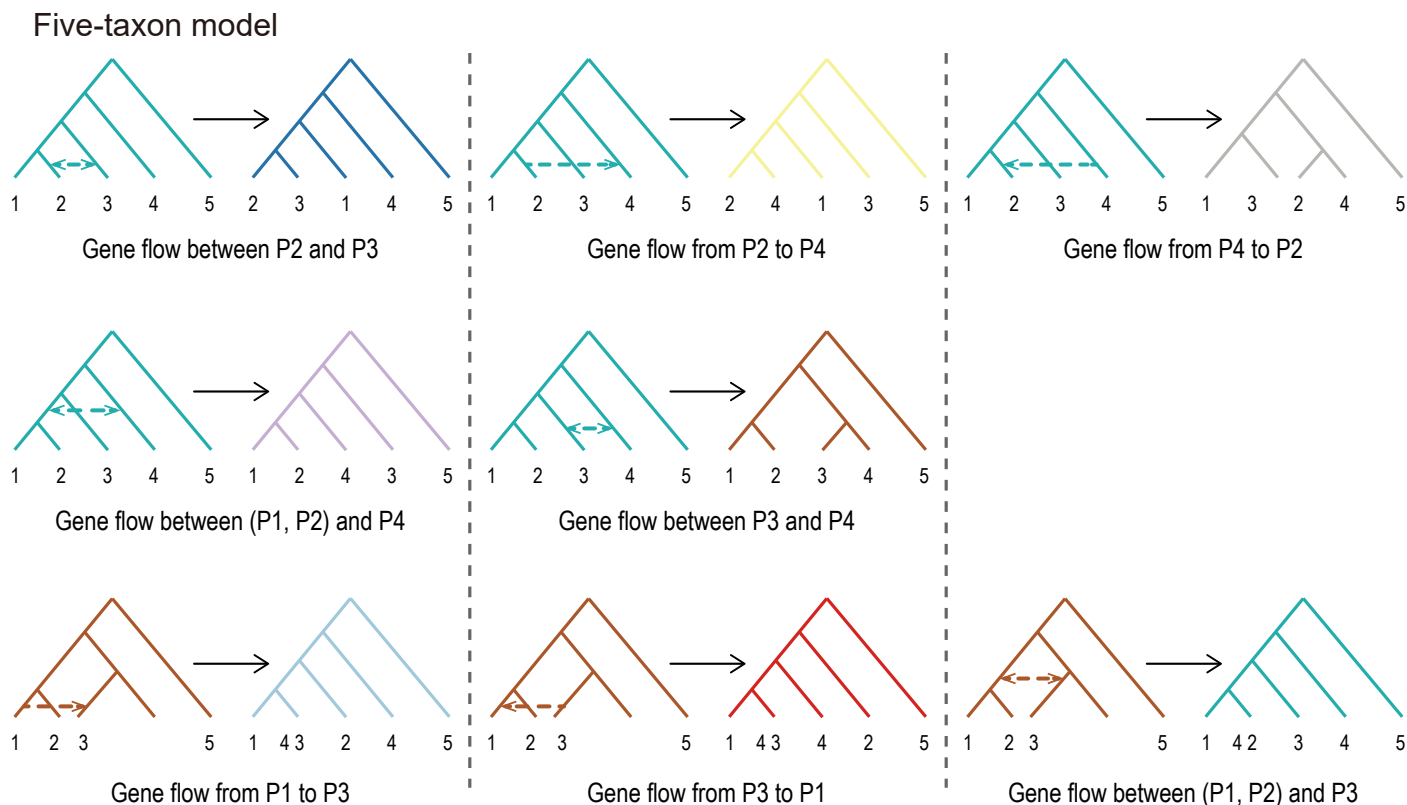 Five-taxon model
1 2 3 4 5 2 3 1 4 5
Gene flow between P2 and P3
1 2 3 4 5 2 4 1 3 5
Gene flow from P2 to P4
1 2 3 4 5 1 3 2 4 5
Gene flow from P4 to P2
1 2 3 4 5 1 2 4 3 5
Gene flow between (P1, P2) and P4
1 2 3 4 5 1 2 3 4 5
Gene flow between P3 and P4
1 2 3 5 1 4 3 2 4 5
Gene flow from P1 to P3
1 2 3 5 1 4 3 4 2 5
Gene flow from P3 to P1
1 2 3 5 1 4 2 3 4 5
Gene flow between (P1, P2) and P3